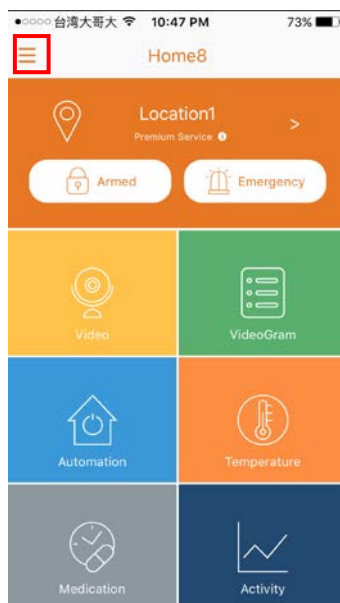 台湾大哥大 10:47 PM 73%
Home8
Location1
Premium Service
Armed Emergency
Video VideoGram
Automation Temperature
Medication Activity